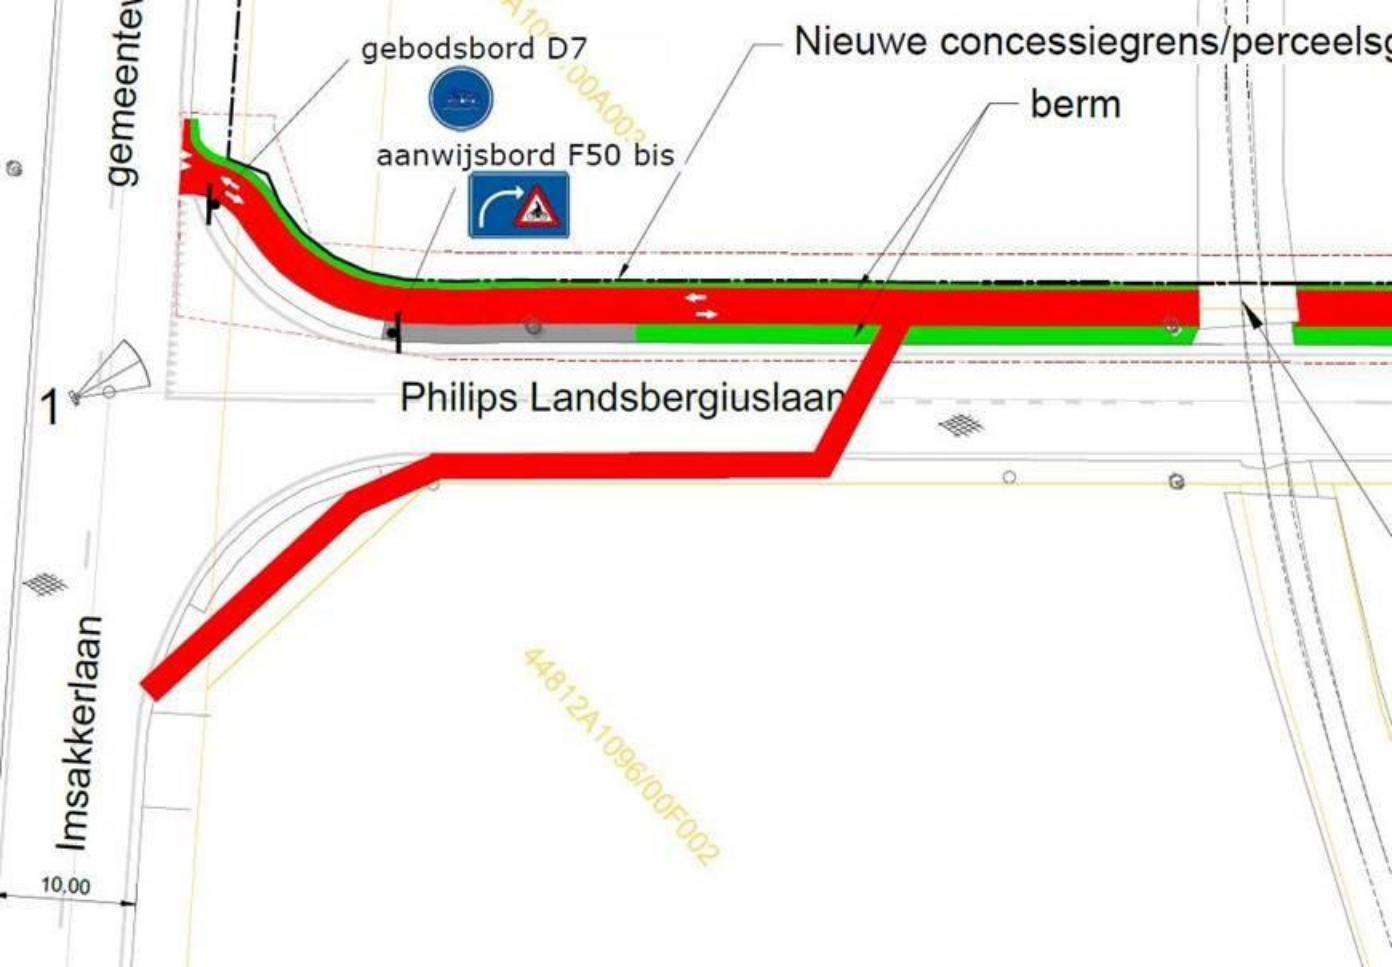 gebodsbord D7
aanwijsbord F50 bis
Nieuwe concessiegrens/perceelsg
berm
gemeentew
1
Philips Landsbergiuslaan
Imsakkerlaan
10.00
44812A1096/00F002